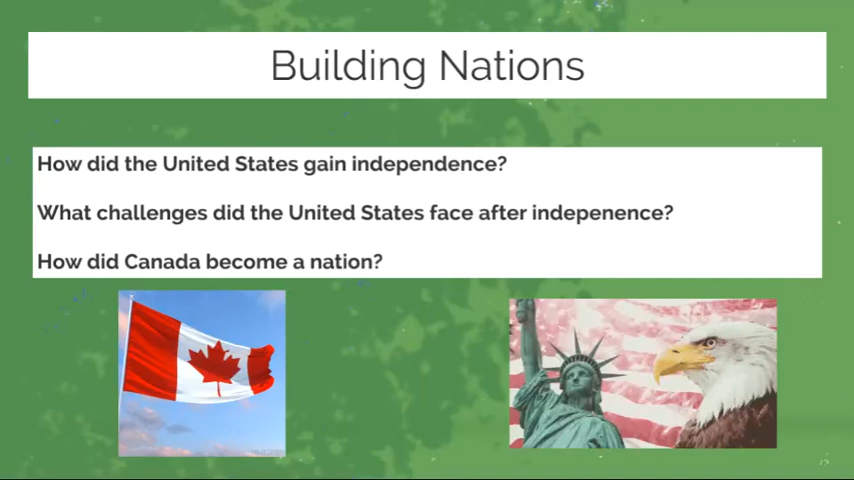 Building Nations
How did the United States gain independence?
What challenges did the United States face after indepenence?
How did Canada become a nation?